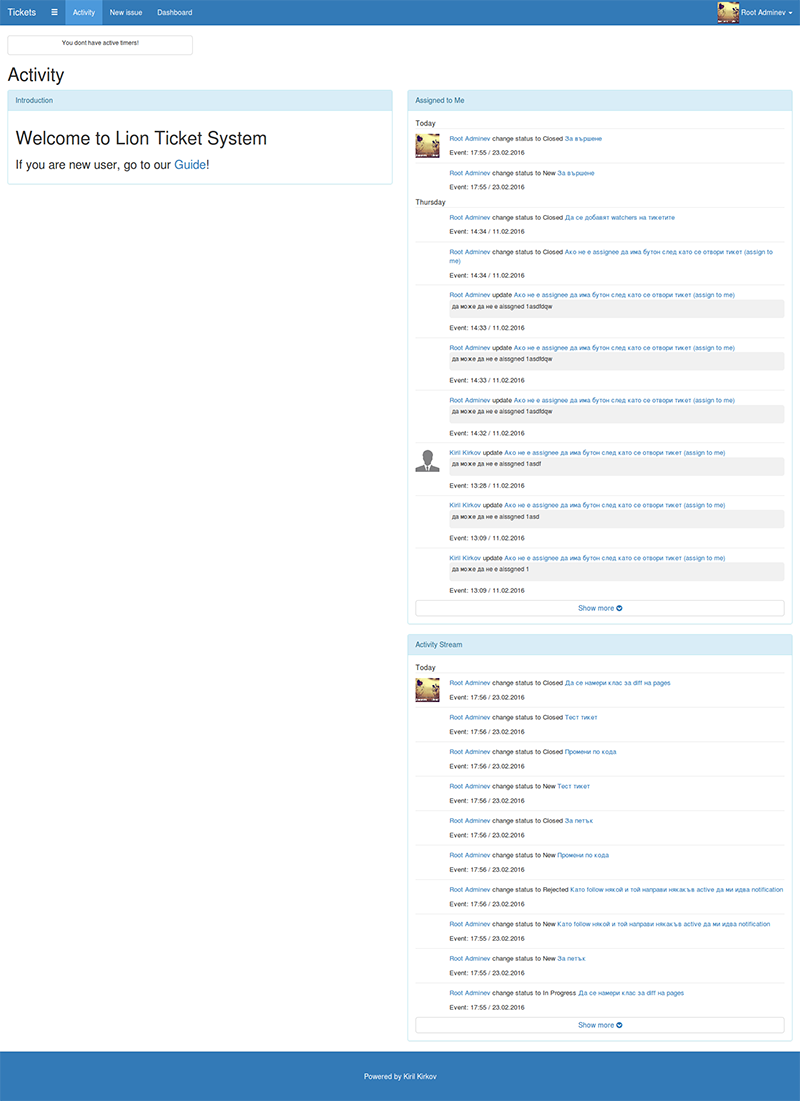 Tickets
Activity
New issue
Dashboard
Root Adminev
You dont have active timers!
Activity
Introduction
Welcome to Lion Ticket System
If you are new user, go to our Guide!
Assigned to Me
Today
Root Adminev change status to Closed За вършене
Event: 17:55 / 23.02.2016
Root Adminev change status to New За вършене
Event: 17:55 / 23.02.2016
Thursday
Root Adminev change status to Closed Да се добавят watchers на тикетите
Event: 14:34 / 11.02.2016
Root Adminev change status to Closed Ако не е assignee да има бутон след като се отвори тикет (assign to
me)
Event: 14:34 / 11.02.2016
Root Adminev update Ако не е assignee да има бутон след като се отвори тикет (assign to me)
да може да не е aissgned 1asdfdqw
Event: 14:33 / 11.02.2016
Root Adminev update Ако не е assignee да има бутон след като се отвори тикет (assign to me)
да може да не е aissgned 1asdfdqw
Event: 14:33 / 11.02.2016
Root Adminev update Ако не е assignee да има бутон след като се отвори тикет (assign to me)
да може да не е aissgned 1asdfdqw
Event: 14:32 / 11.02.2016
Kiril Kirkov update Ако не е assignee да има бутон след като се отвори тикет (assign to me)
да може да не е aissgned 1asdf
Event: 13:28 / 11.02.2016
Kiril Kirkov update Ако не е assignee да има бутон след като се отвори тикет (assign to me)
да може да не е aissgned 1asd
Event: 13:09 / 11.02.2016
Kiril Kirkov update Ако не е assignee да има бутон след като се отвори тикет (assign to me)
да може да не е aissgned 1
Event: 13:09 / 11.02.2016
Show more
Activity Stream
Today
Root Adminev change status to Closed Да се намери клас за diff на pages
Event: 17:56 / 23.02.2016
Root Adminev change status to Closed Тест тикет
Event: 17:56 / 23.02.2016
Root Adminev change status to Closed Промени по кода
Event: 17:56 / 23.02.2016
Root Adminev change status to New Тест тикет
Event: 17:56 / 23.02.2016
Root Adminev change status to Closed За петък
Event: 17:56 / 23.02.2016
Root Adminev change status to New Промени по кода
Event: 17:56 / 23.02.2016
Root Adminev change status to Rejected Като follow някой и той направи някакъв active да ми идва notification
Event: 17:56 / 23.02.2016
Root Adminev change status to New Като follow някой и той направи някакъв active да ми идва notification
Event: 17:55 / 23.02.2016
Root Adminev change status to New За петък
Event: 17:55 / 23.02.2016
Root Adminev change status to In Progress Да се намери клас за diff на pages
Event: 17:55 / 23.02.2016
Show more
Powered by Kiril Kirkov